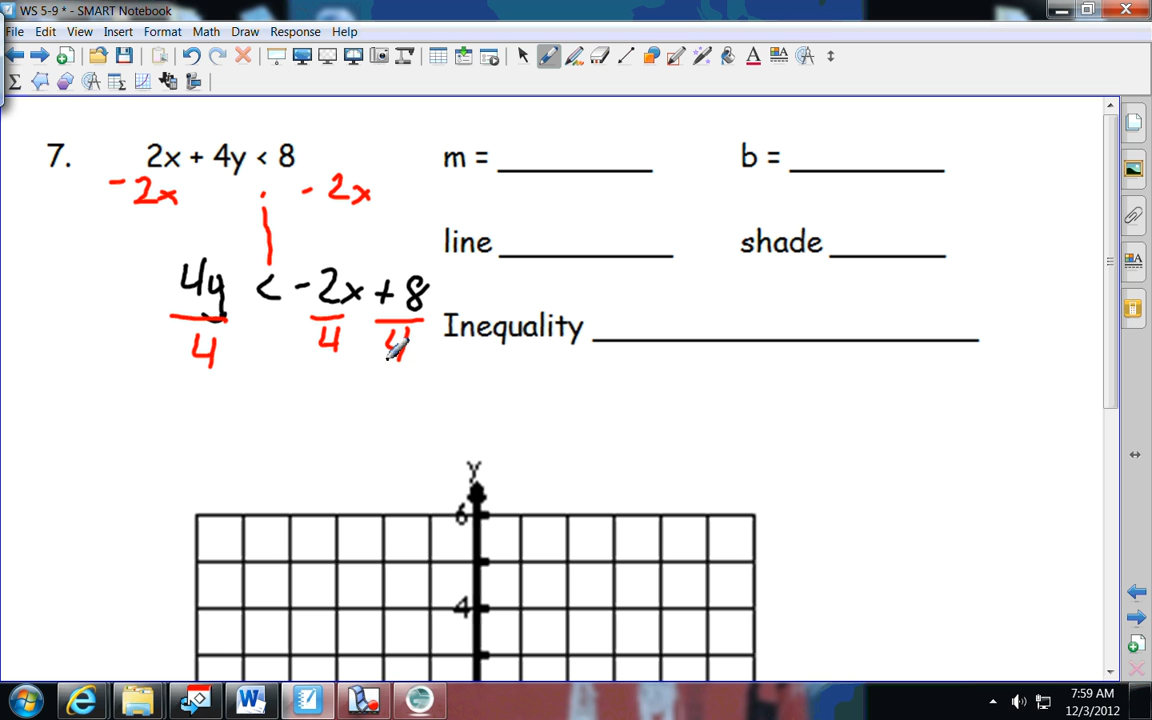 WS 5-9 * - SMART Notebook
File Edit View Insert Format Math Draw Response Help
7. 2x + 4y < 8 m = __________ b = __________
-2x - 2x
line __________ shade __________
4y < -2x + 8
4 4 4
Inequality __________
Y
6
4
7:59 AM
12/3/2012